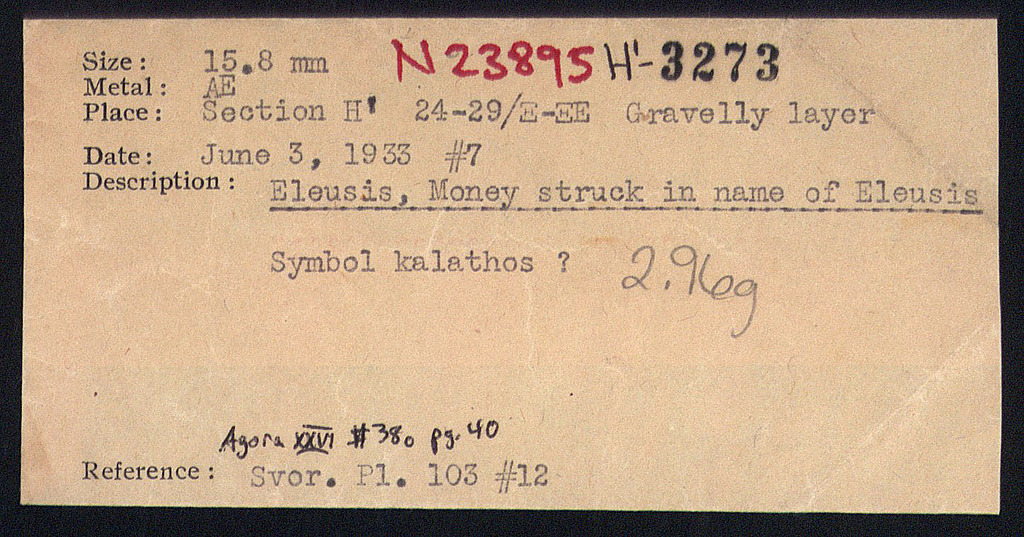 Size : 15.8 mm N23895 H'-3273
Metal : AE
Place : Section H' 24-29/E-EE Gravelly layer
Date : June 3, 1933 #7
Description : Eleusis, Money struck in name of Eleusis
Symbol kalathos ? 2.96g
Agora XXVI #38o pg. 40
Reference : Svor. Pl. 103 #12